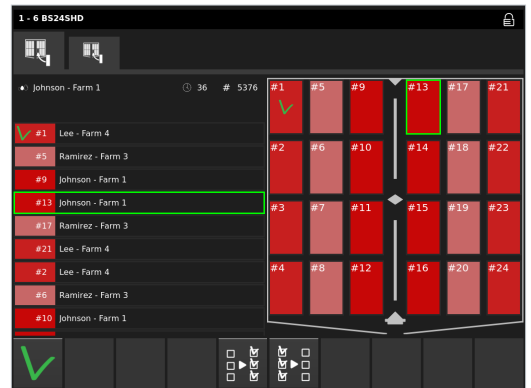 1 - 6 BS24SHD
Johnson - Farm 1 36 # 5376
#1 Lee - Farm 4
#5 Ramirez - Farm 3
#9 Johnson - Farm 1
#13 Johnson - Farm 1
#17 Ramirez - Farm 3
#21 Lee - Farm 4
#2 Lee - Farm 4
#6 Ramirez - Farm 3
#10 Johnson - Farm 1
#1 #5 #9 #13 #17 #21
#2 #6 #10 #14 #18 #22
#3 #7 #11 #15 #19 #23
#4 #8 #12 #16 #20 #24